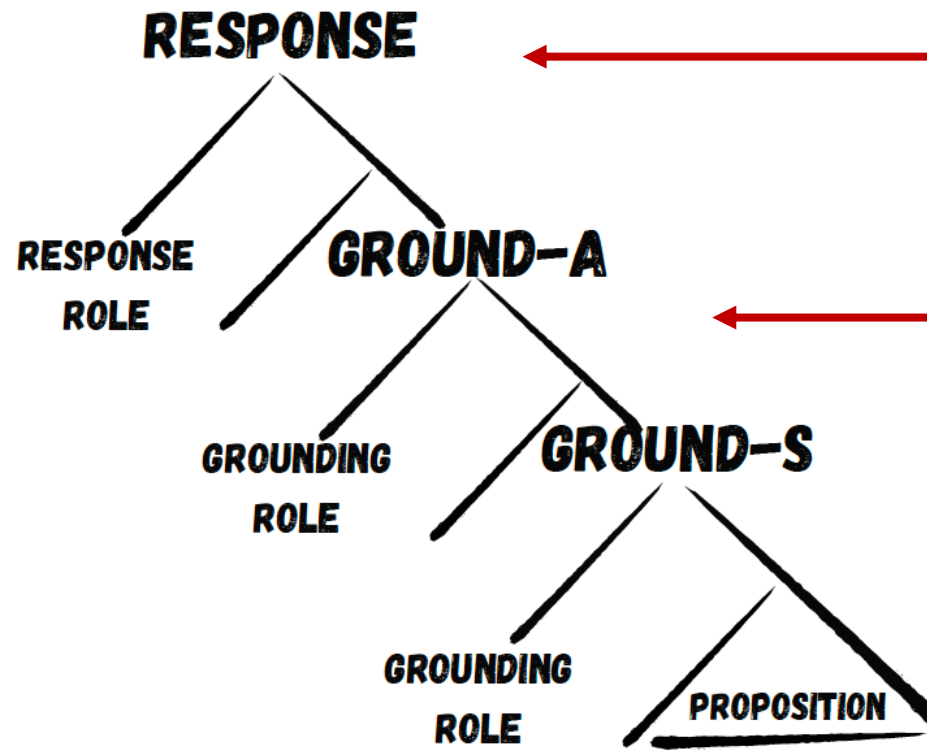 RESPONSE
RESPONSE
ROLE
GROUND-A
GROUNDING
ROLE
GROUND-S
GROUNDING
ROLE
PROPOSITION